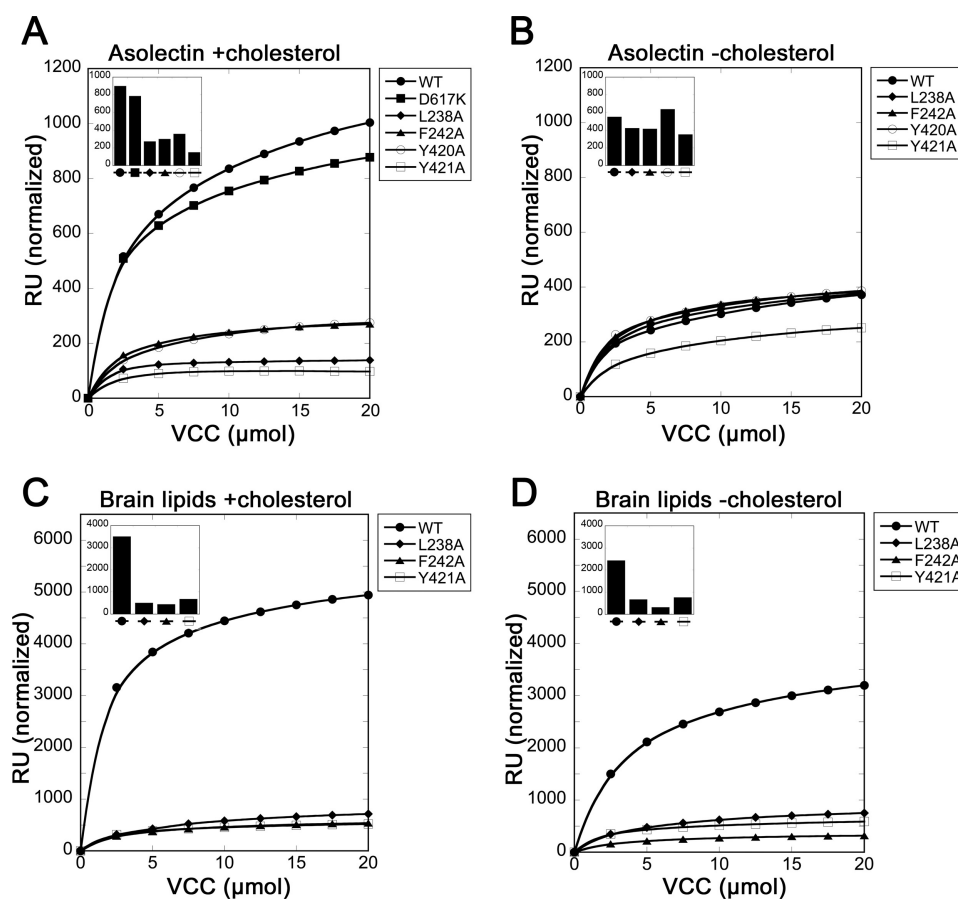 A
Asolectin +cholesterol
1200
1000
800
600
400
200
0
RU (normalized)
1000
800
600
400
200
0
WT
D617K
L238A
F242A
Y420A
Y421A
0 5 10 15 20
VCC (µmol)
B
Asolectin -cholesterol
1200
1000
800
600
400
200
0
RU (normalized)
1000
800
600
400
200
0
WT
L238A
F242A
Y420A
Y421A
0 5 10 15 20
VCC (µmol)
C
Brain lipids +cholesterol
6000
5000
4000
3000
2000
1000
0
RU (normalized)
4000
3000
2000
1000
0
WT
L238A
F242A
Y421A
0 5 10 15 20
VCC (µmol)
D
Brain lipids -cholesterol
6000
5000
4000
3000
2000
1000
0
RU (normalized)
4000
3000
2000
1000
0
WT
L238A
F242A
Y421A
0 5 10 15 20
VCC (µmol)